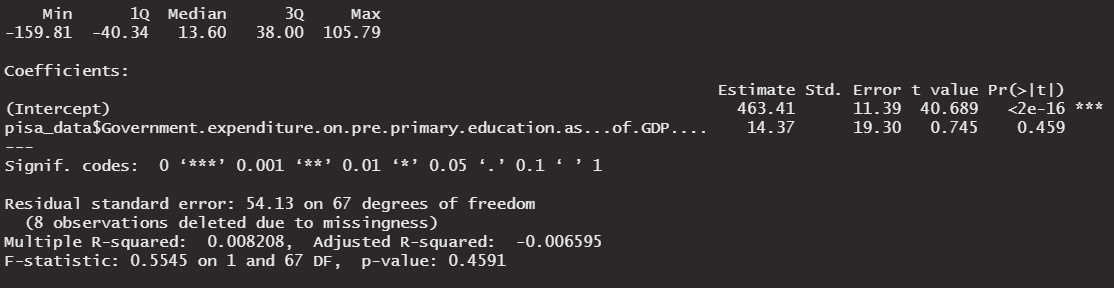 Min 1Q Median 3Q Max
-159.81 -40.34 13.60 38.00 105.79
Coefficients:
Estimate Std. Error t value Pr(>|t|)
(Intercept) 463.41 11.39 40.689 <2e-16 ***
pisa_data$Government.expenditure.on.pre.primary.education.as...of.GDP.... 14.37 19.30 0.745 0.459
---
Signif. codes: 0 ‘***’ 0.001 ‘**’ 0.01 ‘*’ 0.05 ‘.’ 0.1 ‘ ’ 1
Residual standard error: 54.13 on 67 degrees of freedom
(8 observations deleted due to missingness)
Multiple R-squared: 0.008208, Adjusted R-squared: -0.006595
F-statistic: 0.5545 on 1 and 67 DF, p-value: 0.4591